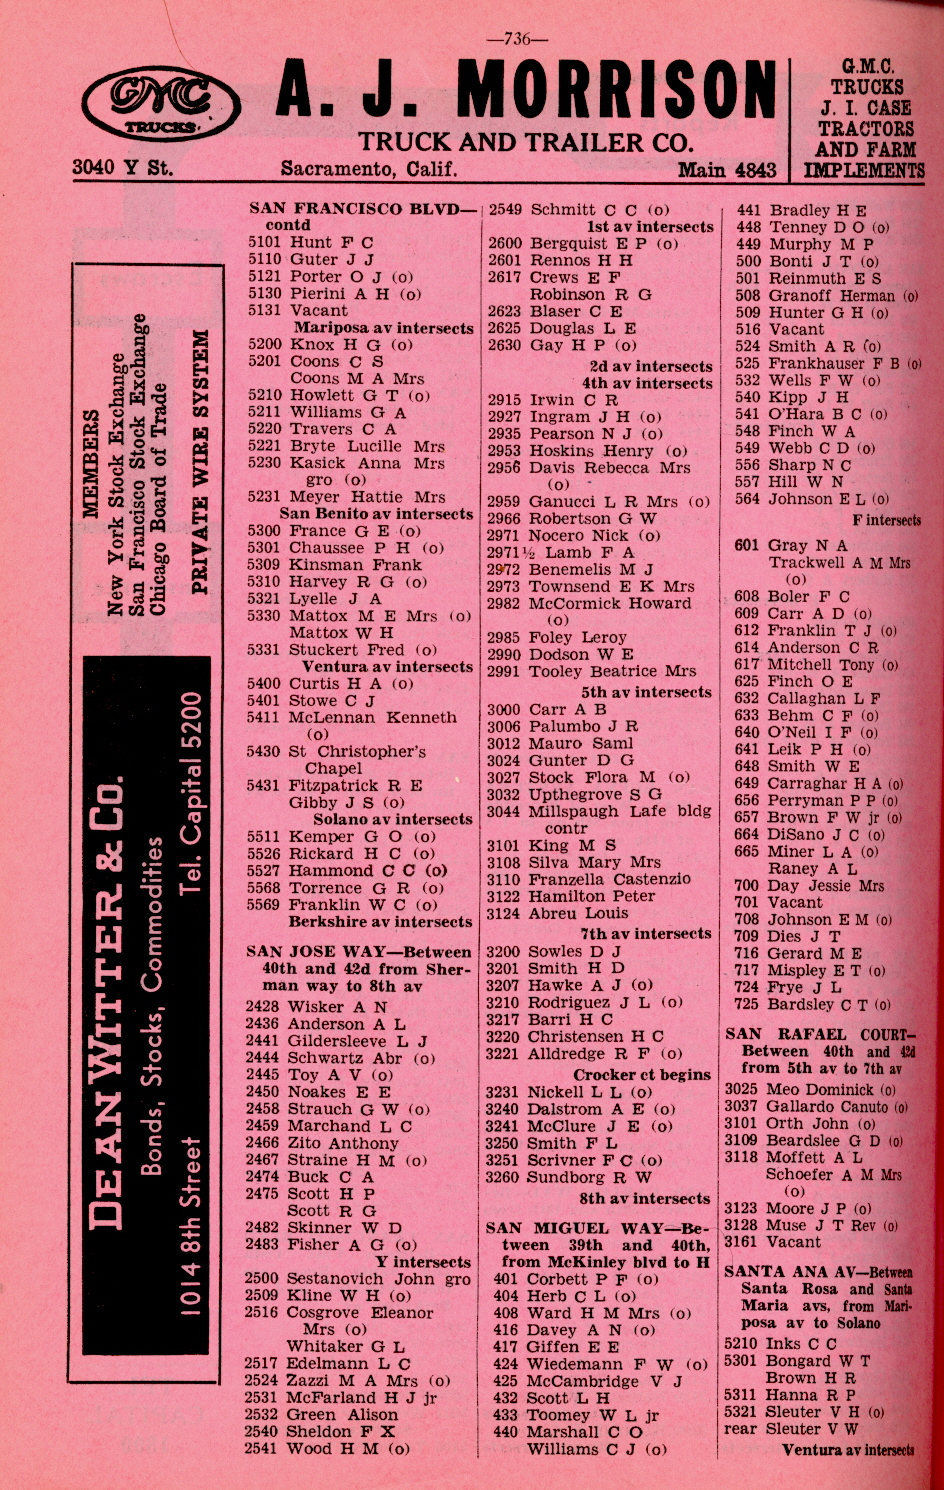 —736—
GMC
TRUCKS
A. J. MORRISON
TRUCK AND TRAILER CO.
3040 Y St.
Sacramento, Calif.
Main 4843
G.M.C.
TRUCKS
J. I. CASE
TRACTORS
AND FARM
IMPLEMENTS
MEMBERS
New York Stock Exchange
San Francisco Stock Exchange
Chicago Board of Trade
PRIVATE WIRE SYSTEM
DEAN WITTER & CO.
Bonds, Stocks, Commodities
1014 8th Street
Tel. Capital 5200
SAN FRANCISCO BLVD—
contd
5101 Hunt F C
5110 Guter J J
5121 Porter O J (o)
5130 Pierini A H (o)
5131 Vacant
Mariposa av intersects
5200 Knox H G (o)
5201 Coons C S
Coons M A Mrs
5210 Howlett G T (o)
5211 Williams G A
5220 Travers C A
5221 Bryte Lucille Mrs
5230 Kasick Anna Mrs
gro (o)
5231 Meyer Hattie Mrs
San Benito av intersects
5300 France G E (o)
5301 Chaussee P H (o)
5309 Kinsman Frank
5310 Harvey R G (o)
5321 Lyelle J A
5330 Mattox M E Mrs (o)
Mattox W H
5331 Stuckert Fred (o)
Ventura av intersects
5400 Curtis H A (o)
5401 Stowe C J
5411 McLennan Kenneth
(o)
5430 St Christopher's
Chapel
5431 Fitzpatrick R E
Gibby J S (o)
Solano av intersects
5511 Kemper G O (o)
5526 Rickard H C (o)
5527 Hammond C C (o)
5568 Torrence G R (o)
5569 Franklin W C (o)
Berkshire av intersects
SAN JOSE WAY—Between
40th and 42d from Sher-
man way to 8th av
2428 Wisker A N
2436 Anderson A L
2441 Gildersleeve L J
2444 Schwartz Abr (o)
2445 Toy A V (o)
2450 Noakes E E
2458 Strauch G W (o)
2459 Marchand L C
2466 Zito Anthony
2467 Straine H M (o)
2474 Buck C A
2475 Scott H P
Scott R G
2482 Skinner W D
2483 Fisher A G (o)
Y intersects
2500 Sestanovich John gro
2509 Kline W H (o)
2516 Cosgrove Eleanor
Mrs (o)
Whitaker G L
2517 Edelmann L C
2524 Zazzi M A Mrs (o)
2531 McFarland H J jr
2532 Green Alison
2540 Sheldon F X
2541 Wood H M (o)
2549 Schmitt C C (o)
1st av intersects
2600 Bergquist E P (o)
2601 Rennos H H
2617 Crews E F
Robinson R G
2623 Blaser C E
2625 Douglas L E
2630 Gay H P (o)
2d av intersects
4th av intersects
2915 Irwin C R
2927 Ingram J H (o)
2935 Pearson N J (o)
2953 Hoskins Henry (o)
2956 Davis Rebecca Mrs
(o)
2959 Ganucci L R Mrs (o)
2966 Robertson G W
2971 Nocero Nick (o)
2971½ Lamb F A
2972 Benemelis M J
2973 Townsend E K Mrs
2982 McCormick Howard
(o)
2985 Foley Leroy
2990 Dodson W E
2991 Tooley Beatrice Mrs
5th av intersects
3000 Carr A B
3006 Palumbo J R
3012 Mauro Saml
3024 Gunter D G
3027 Stock Flora M (o)
3032 Upthegrove S G
3044 Millspaugh Lafe bldg
contr
3101 King M S
3108 Silva Mary Mrs
3110 Franzella Castenzio
3122 Hamilton Peter
3124 Abreu Louis
7th av intersects
3200 Sowles D J
3201 Smith H D
3207 Hawke A J (o)
3210 Rodriguez J L (o)
3217 Barri H C
3220 Christensen H C
3221 Alldredge R F (o)
Crocker ct begins
3231 Nickell L L (o)
3240 Dalstrom A E (o)
3241 McClure J E (o)
3250 Smith F L
3251 Scrivner F C (o)
3260 Sundborg R W
8th av intersects
SAN MIGUEL WAY—Be-
tween 39th and 40th,
from McKinley blvd to H
401 Corbett P F (o)
404 Herb C L (o)
408 Ward H M Mrs (o)
416 Davey A N (o)
417 Giffen E E
424 Wiedemann F W (o)
425 McCambridge V J
432 Scott L H
433 Toomey W L jr
440 Marshall C O
Williams C J (o)
441 Bradley H E
448 Tenney D O (o)
449 Murphy M P
500 Bonti J T (o)
501 Reinmuth E S
508 Granoff Herman (o)
509 Hunter G H (o)
516 Vacant
524 Smith A R (o)
525 Frankhauser F B (o)
532 Wells F W (o)
540 Kipp J H
541 O'Hara B C (o)
548 Finch W A
549 Webb C D (o)
556 Sharp N C
557 Hill W N
564 Johnson E L (o)
F intersects
601 Gray N A
Trackwell A M Mrs
(o)
608 Boler F C
609 Carr A D (o)
612 Franklin T J (o)
614 Anderson C R
617 Mitchell Tony (o)
625 Finch O E
632 Callaghan L F
633 Behm C F (o)
640 O'Neil I F (o)
641 Leik P H (o)
648 Smith W E
649 Carraghar H A (o)
656 Perryman P P (o)
657 Brown F W jr (o)
664 DiSano J C (o)
665 Miner L A (o)
Raney A L
700 Day Jessie Mrs
701 Vacant
708 Johnson E M (o)
709 Dies J T
716 Gerard M E
717 Mispley E T (o)
724 Frye J L
725 Bardsley C T (o)
SAN RAFAEL COURT—
Between 40th and 42d
from 5th av to 7th av
3025 Meo Dominick (o)
3037 Gallardo Canuto (o)
3101 Orth John (o)
3109 Beardslee G D (o)
3118 Moffett A L
Schoefer A M Mrs
(o)
3123 Moore J P (o)
3128 Muse J T Rev (o)
3161 Vacant
SANTA ANA AV—Between
Santa Rosa and Santa
Maria avs, from Mari-
posa av to Solano
5210 Inks C C
5301 Bongard W T
Brown H R
5311 Hanna R P
5321 Sleuter V H (o)
rear Sleuter V W
Ventura av intersects